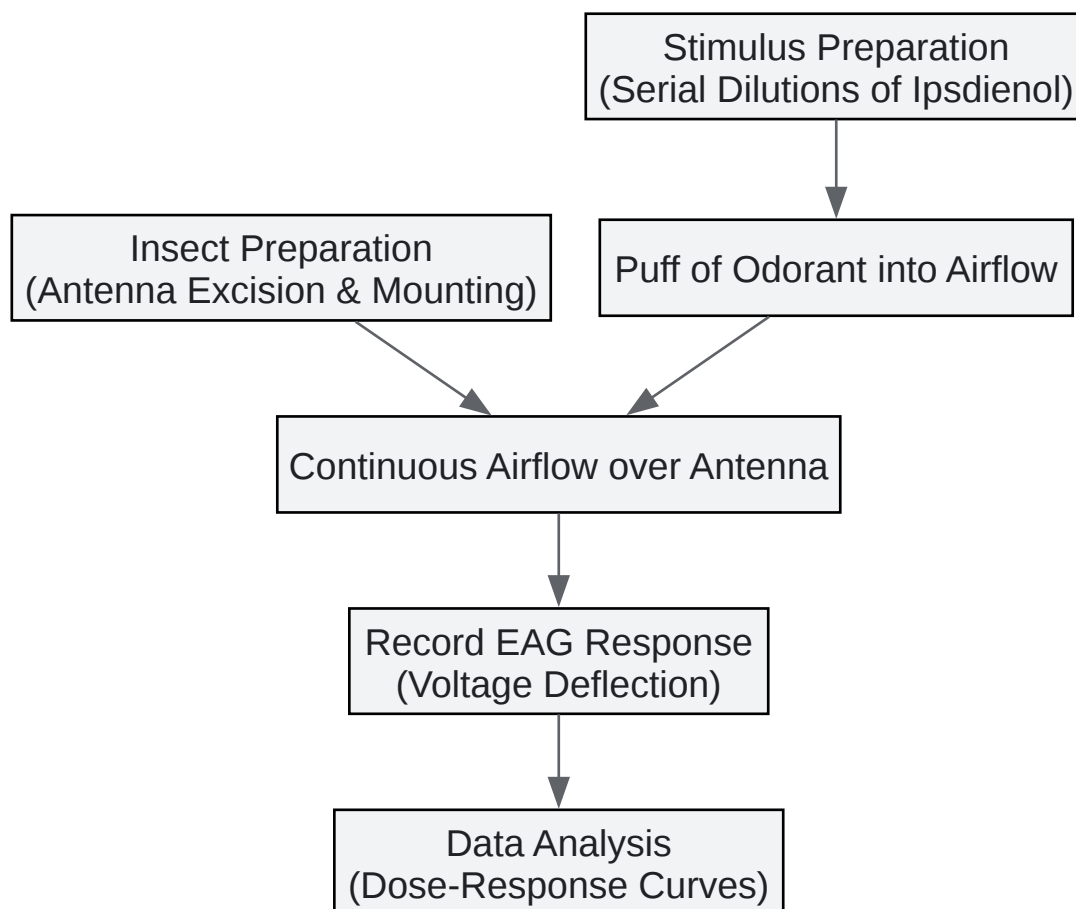 Stimulus Preparation
(Serial Dilutions of Ipsdienol)
Insect Preparation
(Antenna Excision & Mounting)
Puff of Odorant into Airflow
Continuous Airflow over Antenna
Record EAG Response
(Voltage Deflection)
Data Analysis
(Dose-Response Curves)